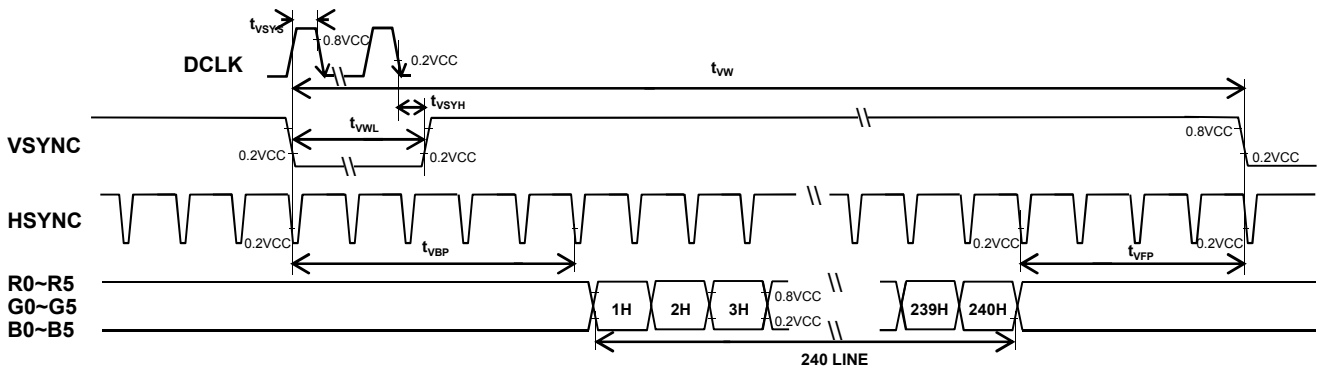 tVSYS
0.8VCC
DCLK
0.2VCC
tVW
tVSYH
VSYNC
tVWL
0.2VCC
0.2VCC
0.8VCC
0.2VCC
HSYNC
0.2VCC
0.2VCC
0.2VCC
tVBP
tVFP
R0~R5
G0~G5
B0~B5
1H
2H
3H
0.8VCC
0.2VCC
239H
240H
240 LINE